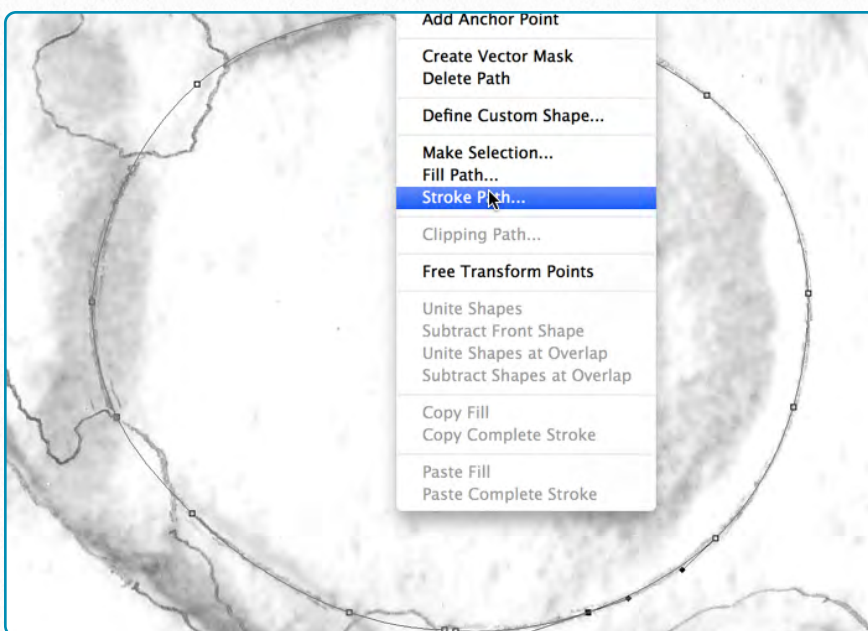 Add Anchor Point
Create Vector Mask
Delete Path
Define Custom Shape...
Make Selection...
Fill Path...
Stroke Path...
Clipping Path...
Free Transform Points
Unite Shapes
Subtract Front Shape
Unite Shapes at Overlap
Subtract Shapes at Overlap
Copy Fill
Copy Complete Stroke
Paste Fill
Paste Complete Stroke